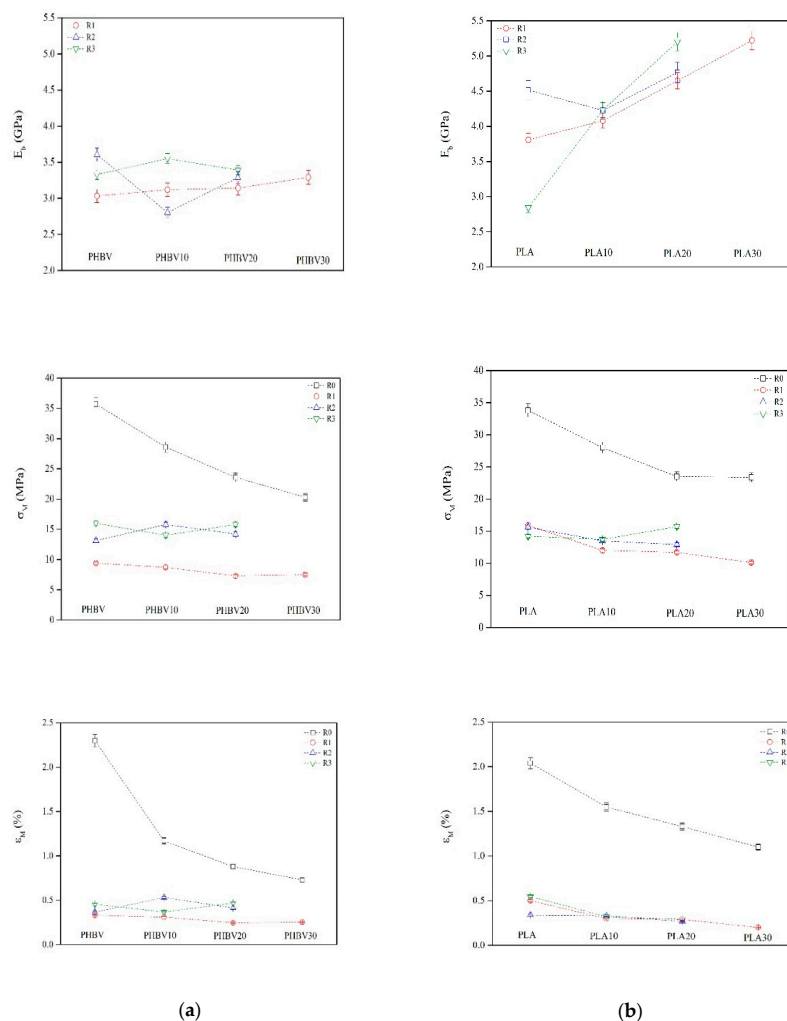 5.5
5.0
4.5
4.0
3.5
3.0
2.5
2.0
E_b (GPa)
R1
R2
R3
PHBV
PHBV10
PHBV20
PHBV30
5.5
5.0
4.5
4.0
3.5
3.0
2.5
2.0
E_b (GPa)
R1
R2
R3
PLA
PLA10
PLA20
PLA30
40
35
30
25
20
15
10
5
0
σ_M (MPa)
R0
R1
R2
R3
PHBV
PHBV10
PHBV20
PHBV30
40
35
30
25
20
15
10
5
0
σ_M (MPa)
R0
R1
R2
R3
PLA
PLA10
PLA20
PLA30
2.5
2.0
1.5
1.0
0.5
0.0
ε_M (%)
R0
R1
R2
R3
PHBV
PHBV10
PHBV20
PHBV30
2.5
2.0
1.5
1.0
0.5
0.0
ε_M (%)
PLA
PLA10
PLA20
PLA30
(a)
(b)